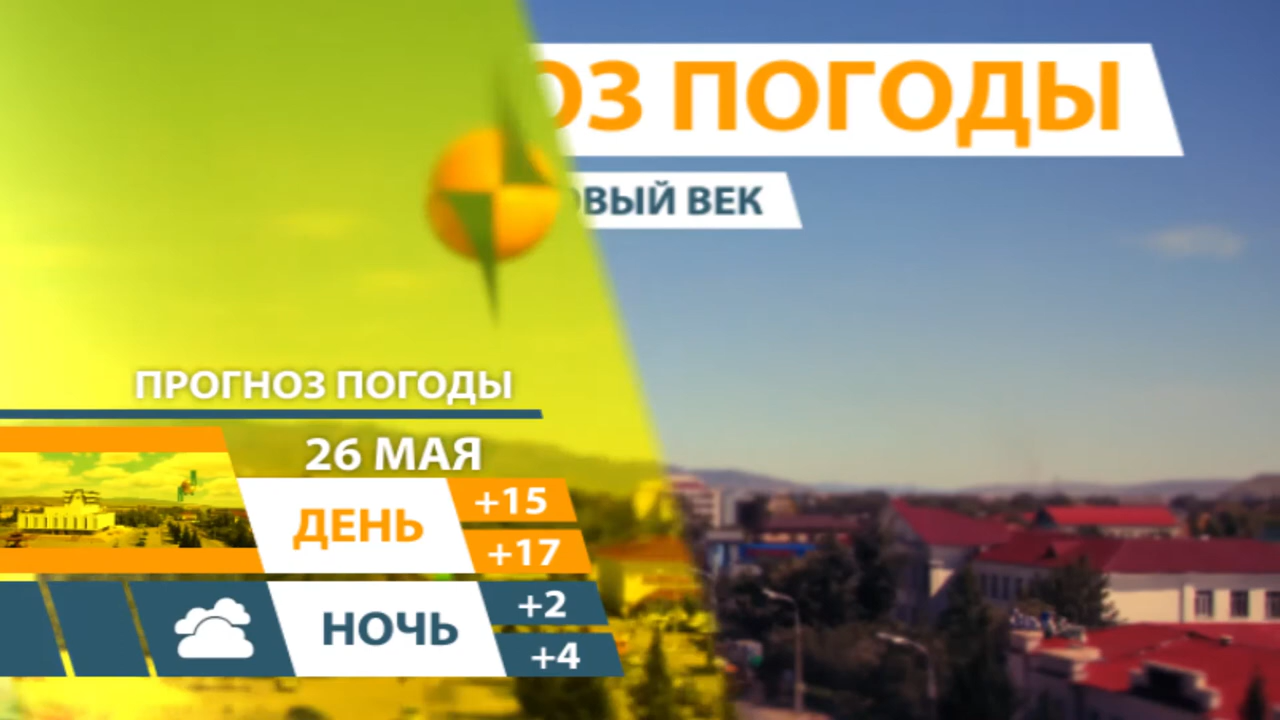 ОЗ ПОГОДЫ
ОВЫЙ ВЕК
ПРОГНОЗ ПОГОДЫ
26 МАЯ
ДЕНЬ
+15
+17
НОЧЬ
+2
+4